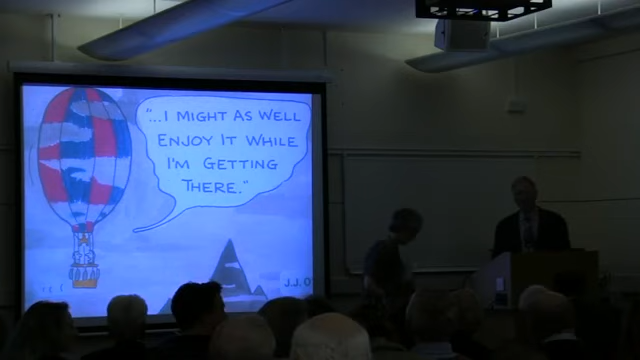 "...I MIGHT AS WELL
ENJOY IT WHILE
I'M GETTING
THERE."
J.J.O